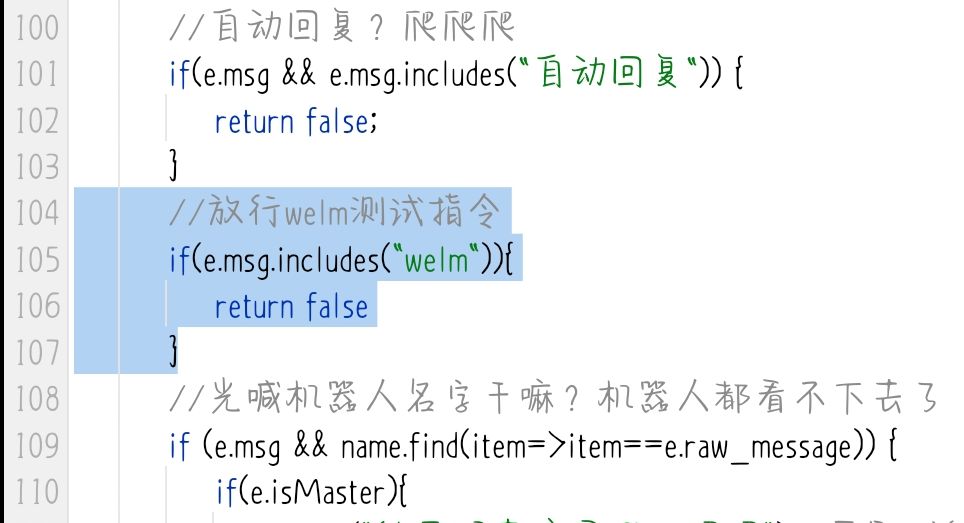 100 //自动回复？爬爬爬
101 if(e.msg && e.msg.includes("自动回复")) {
102 return false;
103 }
104 //放行welm测试指令
105 if(e.msg.includes("welm")){
106 return false
107 }
108 //光喊机器人名字干嘛？机器人都看不下去了
109 if (e.msg && name.find(item=>item==e.raw_message)) {
110 if(e.isMaster){